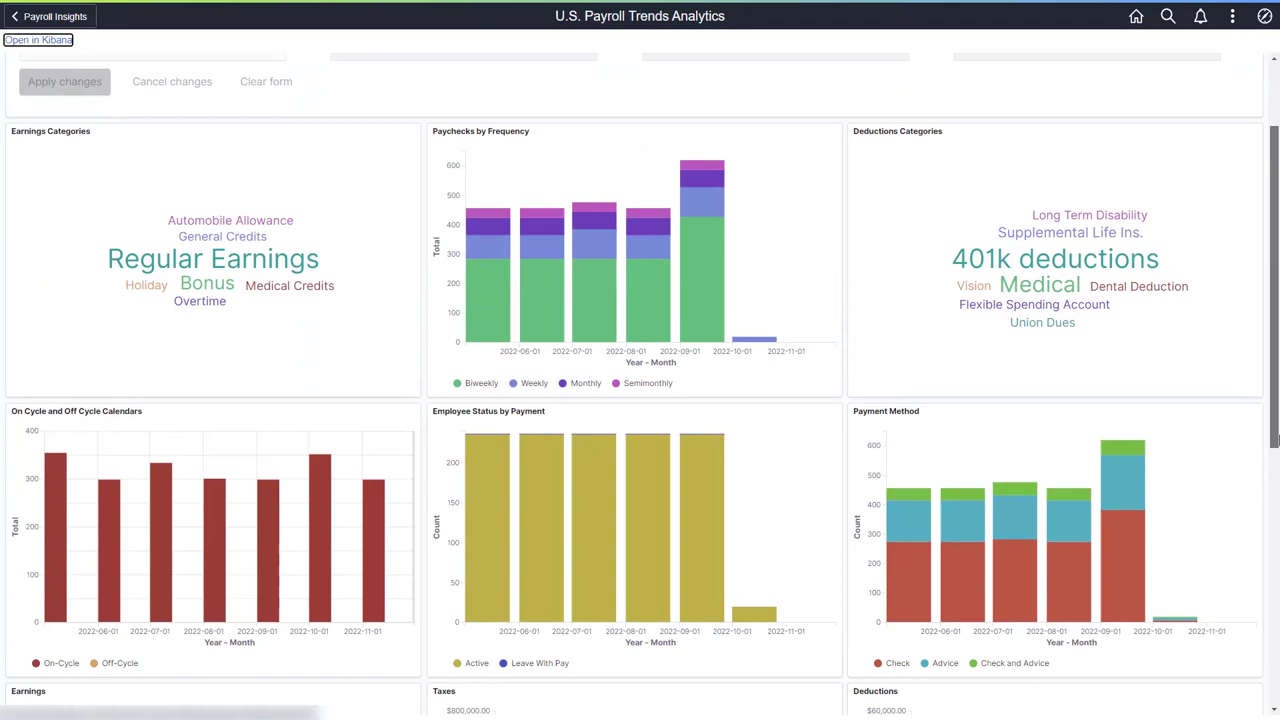 Payroll Insights
U.S. Payroll Trends Analytics
Open in Kibana
Apply changes
Cancel changes
Clear form
Earnings Categories
Automobile Allowance
General Credits
Regular Earnings
Holiday Bonus Medical Credits
Overtime
Paychecks by Frequency
600
500
400
300
200
100
0
Total
2022-06-01 2022-07-01 2022-08-01 2022-09-01 2022-10-01 2022-11-01
Year - Month
Biweekly Weekly Monthly Semimonthly
Deductions Categories
Long Term Disability
Supplemental Life Ins.
401k deductions
Vision Medical Dental Deduction
Flexible Spending Account
Union Dues
On Cycle and Off Cycle Calendars
400
300
200
100
0
Total
2022-06-01 2022-07-01 2022-08-01 2022-09-01 2022-10-01 2022-11-01
Year - Month
On-Cycle Off-Cycle
Employee Status by Payment
200
150
100
50
0
Count
2022-06-01 2022-07-01 2022-08-01 2022-09-01 2022-10-01 2022-11-01
Year - Month
Active Leave With Pay
Payment Method
600
500
400
300
200
100
0
Count
2022-06-01 2022-07-01 2022-08-01 2022-09-01 2022-10-01 2022-11-01
Year - Month
Check Advice Check and Advice
Earnings
Taxes
$800,000.00
Deductions
$60,000.00